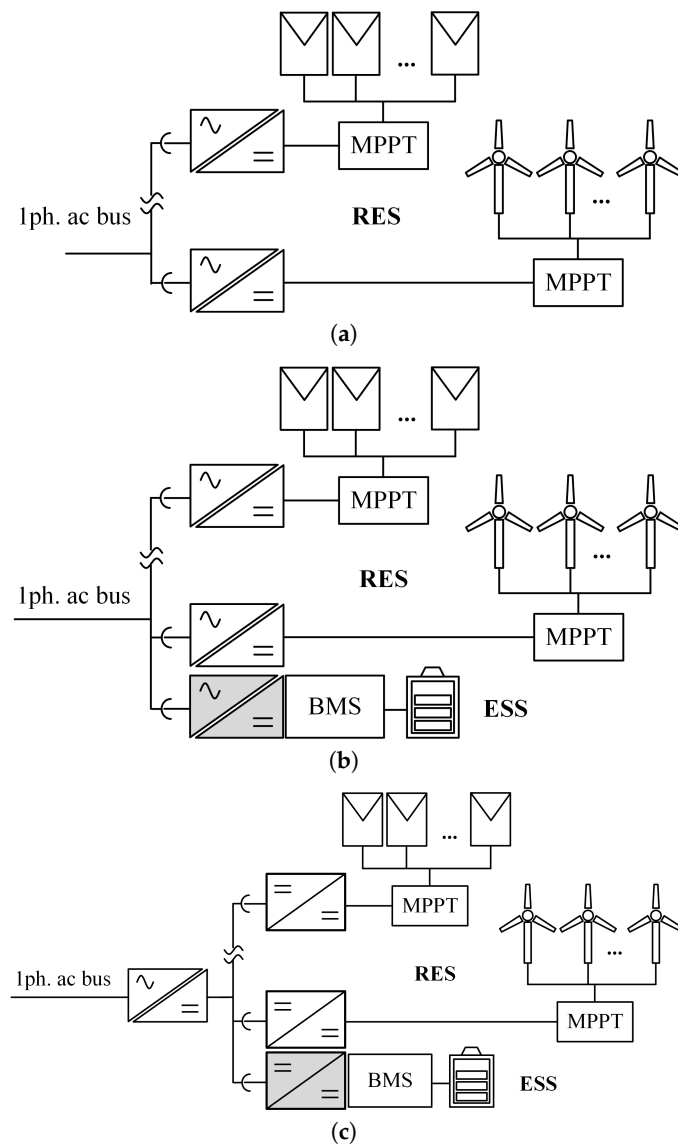 ...
MPPT
RES
...
1ph. ac bus
MPPT
(a)
...
MPPT
...
RES
1ph. ac bus
MPPT
BMS
ESS
(b)
...
MPPT
...
RES
1ph. ac bus
MPPT
BMS
ESS
(c)